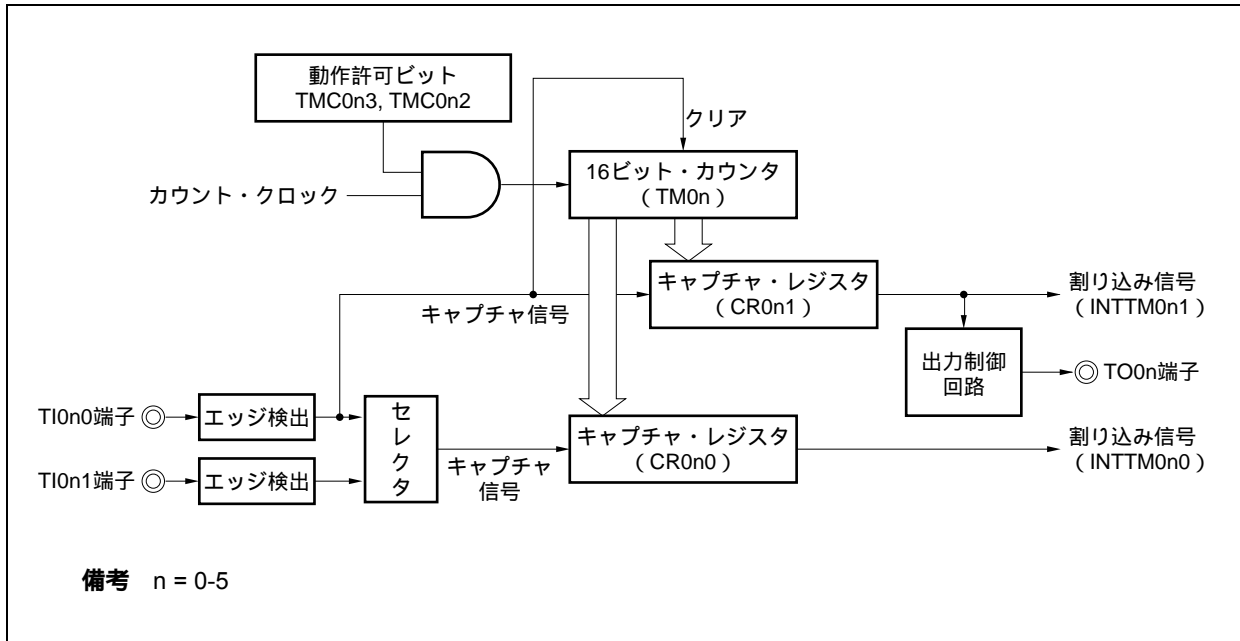 動作許可ビット
TMC0n3, TMC0n2
クリア
カウント・クロック
16ビット・カウンタ
（TM0n）
キャプチャ信号
キャプチャ・レジスタ
（CR0n1）
割り込み信号
（INTTM0n1）
出力制御
回路
TO0n端子
TI0n0端子
エッジ検出
TI0n1端子
エッジ検出
セレクタ
キャプチャ
信号
キャプチャ・レジスタ
（CR0n0）
割り込み信号
（INTTM0n0）
備考 n = 0-5